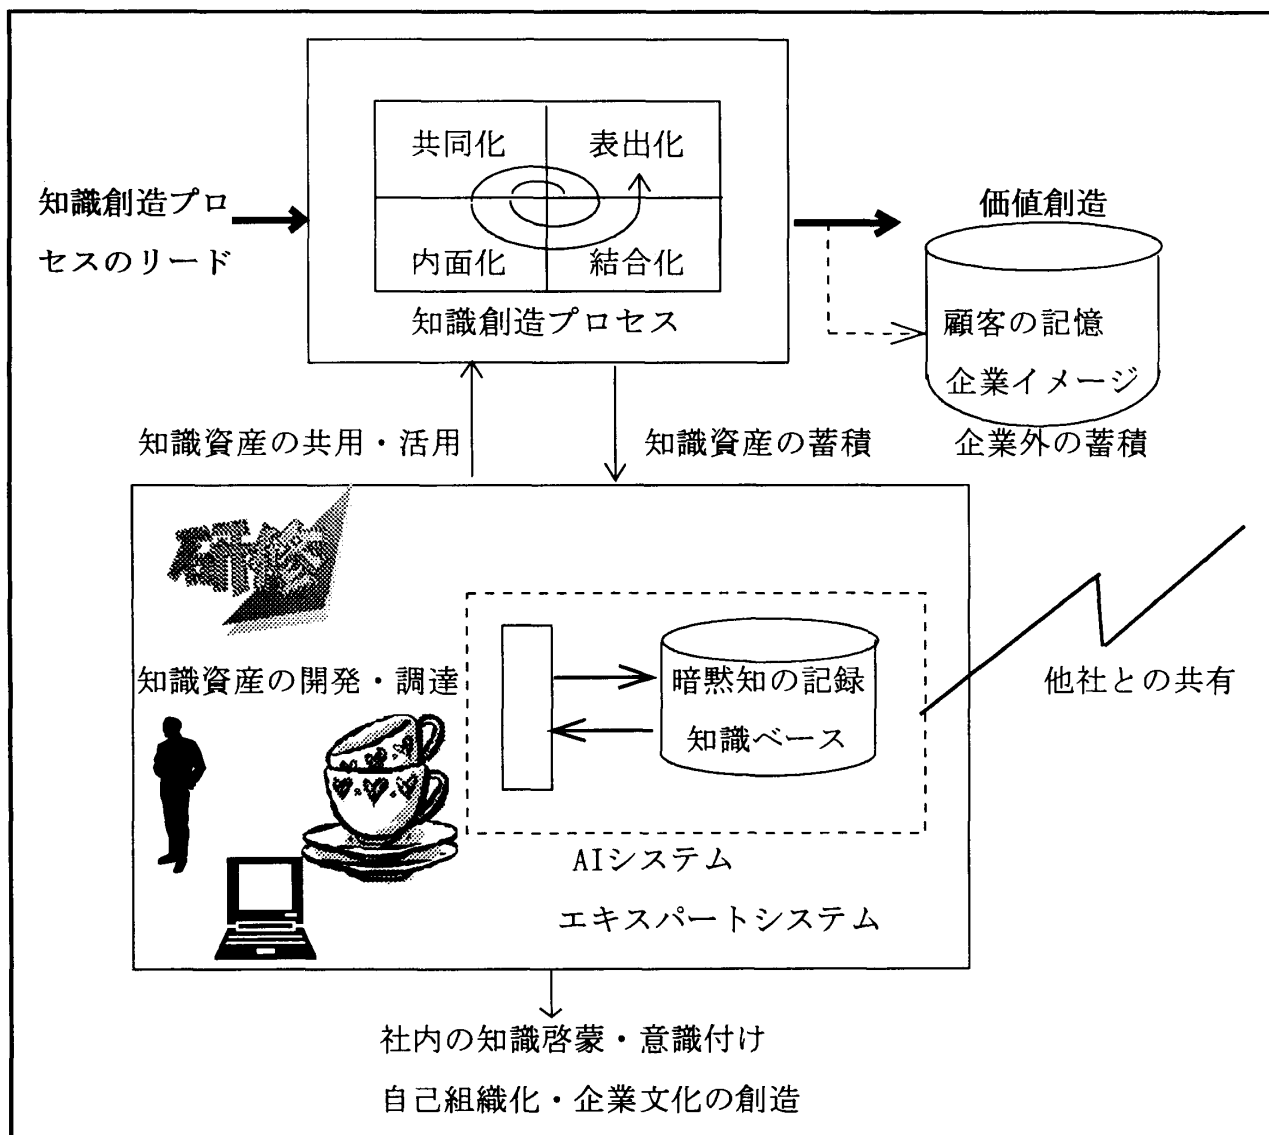 共同化
表出化
知識創造プロ
セスのリード
価値創造
内面化
結合化
知識創造プロセス
顧客の記憶
企業イメージ
知識資産の共用・活用
知識資産の蓄積
企業外の蓄積
研修
知識資産の開発・調達
暗黙知の記録
知識ベース
他社との共有
AIシステム
エキスパートシステム
社内の知識啓蒙・意識付け
自己組織化・企業文化の創造